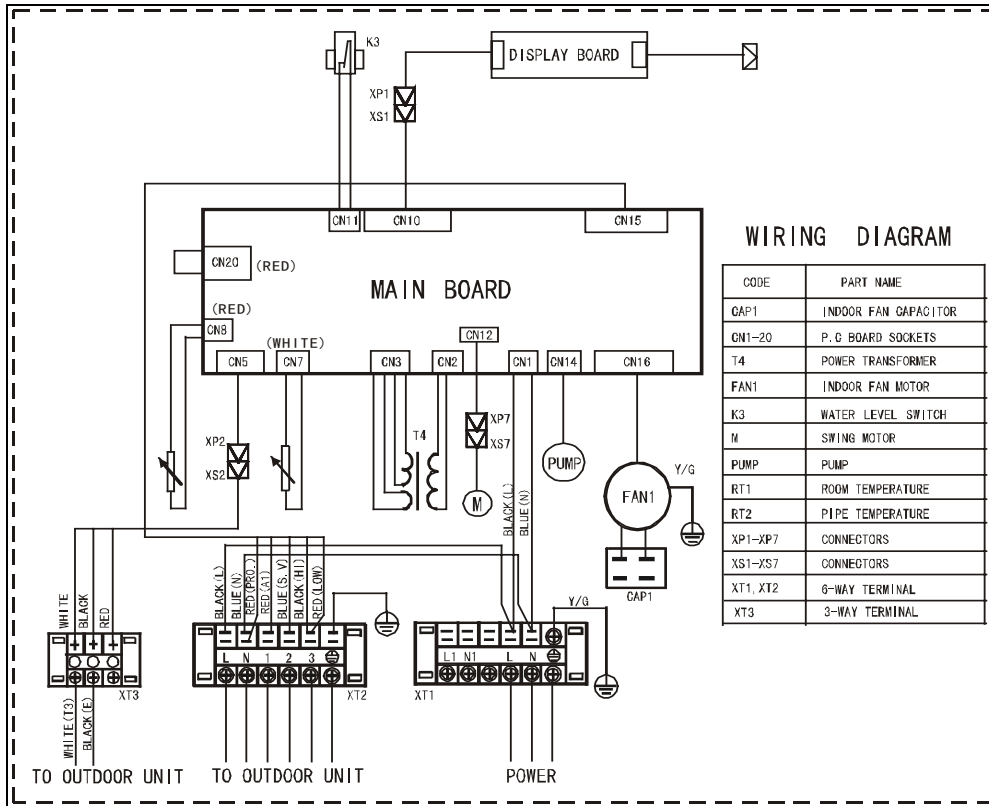 K3
DISPLAY BOARD
XP1
XS1
CN11
CN10
CN15
CN20
(RED)
MAIN BOARD
(RED)
CN8
CN12
(WHITE)
CN5
CN7
CN3
CN2
CN1
CN14
CN16
XP2
XS2
T4
XP7
XS7
M
PUMP
FAN1
Y/G
CAP1
BLACK(L)
BLUE(N)
WHITE
BLACK
RED
BLACK(L)
BLUE(N)
RED(PRO.)
RED(A1)
BLUE(S.V)
BLACK(HI)
RED(LOW)
Y/G
L N 1 2 3
L1 N1 L N
XT3
XT2
XT1
WHITE(T3)
BLACK(E)
TO OUTDOOR UNIT
TO OUTDOOR UNIT
POWER
WIRING DIAGRAM
CODE PART NAME
CAP1 INDOOR FAN CAPACITOR
CN1-20 P.C BOARD SOCKETS
T4 POWER TRANSFORMER
FAN1 INDOOR FAN MOTOR
K3 WATER LEVEL SWITCH
M SWING MOTOR
PUMP PUMP
RT1 ROOM TEMPERATURE
RT2 PIPE TEMPERATURE
XP1-XP7 CONNECTORS
XS1-XS7 CONNECTORS
XT1,XT2 6-WAY TERMINAL
XT3 3-WAY TERMINAL